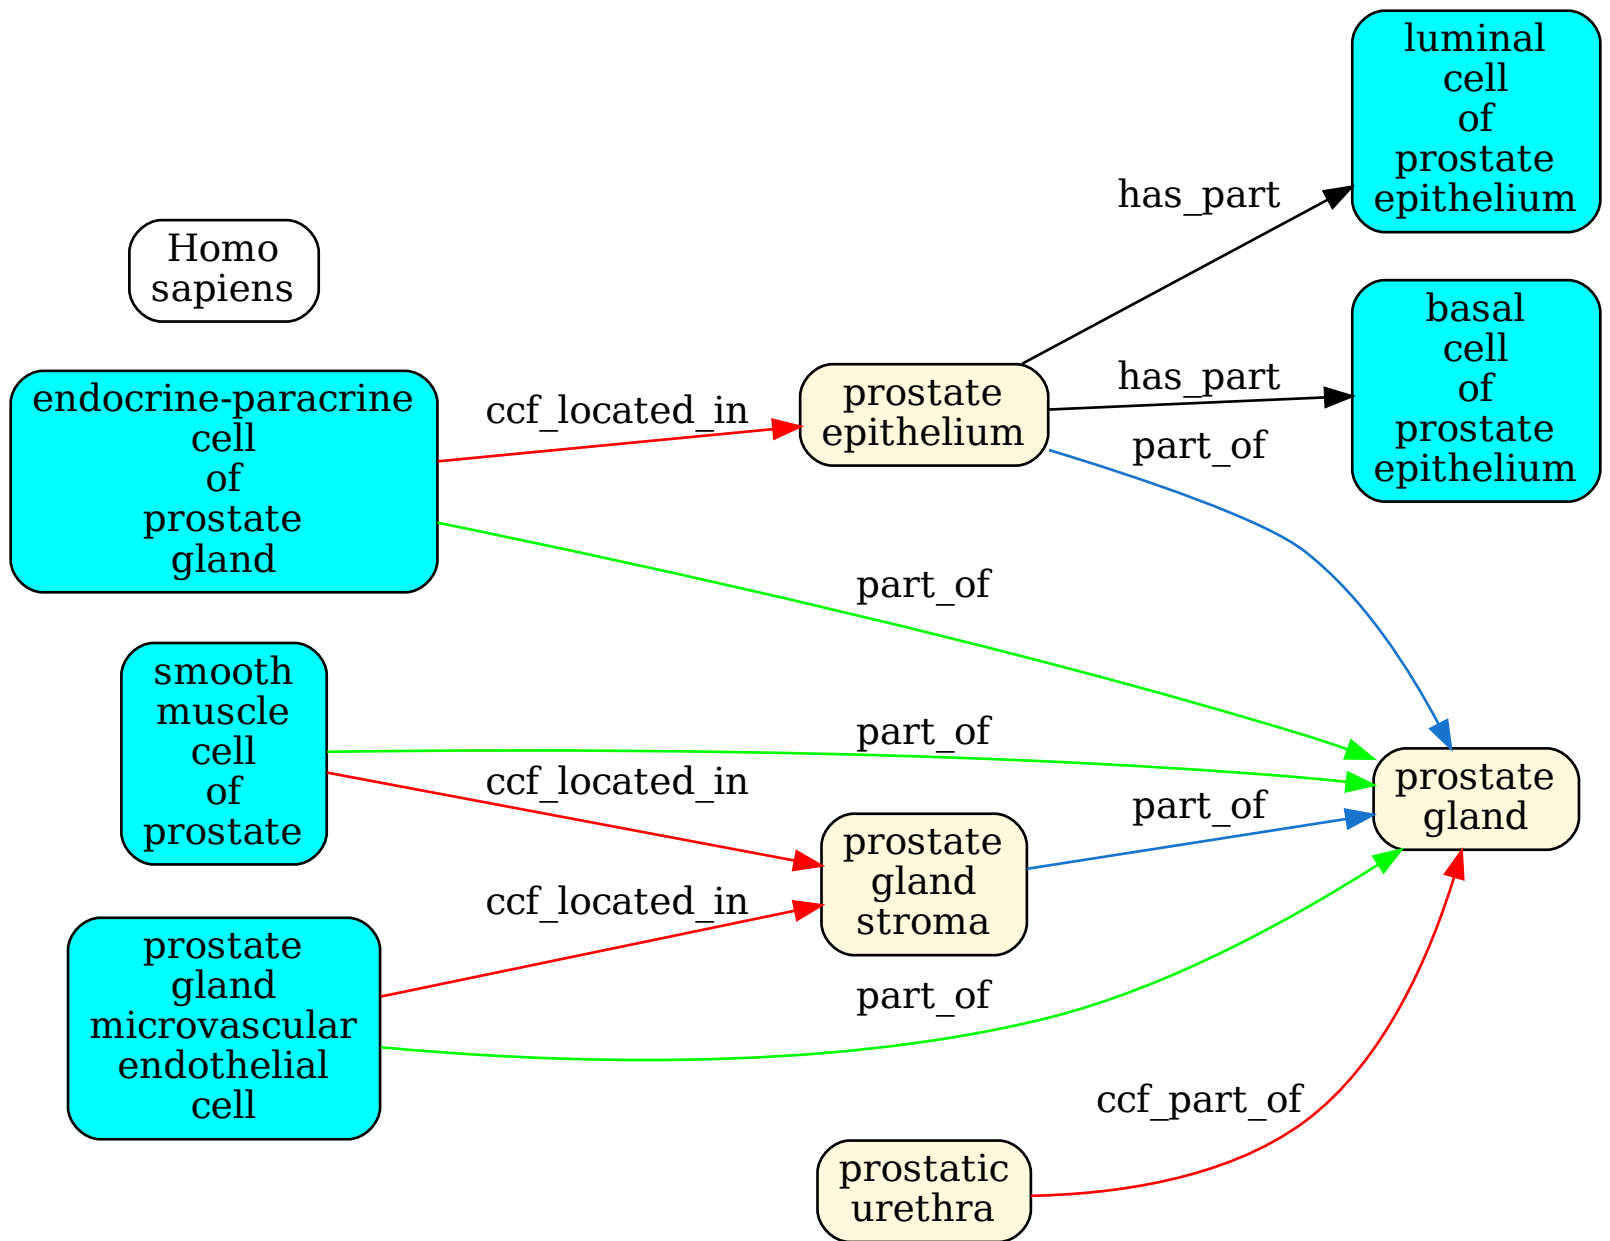 luminal
cell
of
prostate
epithelium
has_part
Homo
sapiens
basal
cell
of
prostate
epithelium
has_part
prostate
epithelium
endocrine-paracrine
cell
of
prostate
gland
ccf_located_in
part_of
part_of
smooth
muscle
cell
of
prostate
part_of
ccf_located_in
prostate
gland
part_of
prostate
gland
stroma
ccf_located_in
prostate
gland
microvascular
endothelial
cell
part_of
ccf_part_of
prostatic
urethra